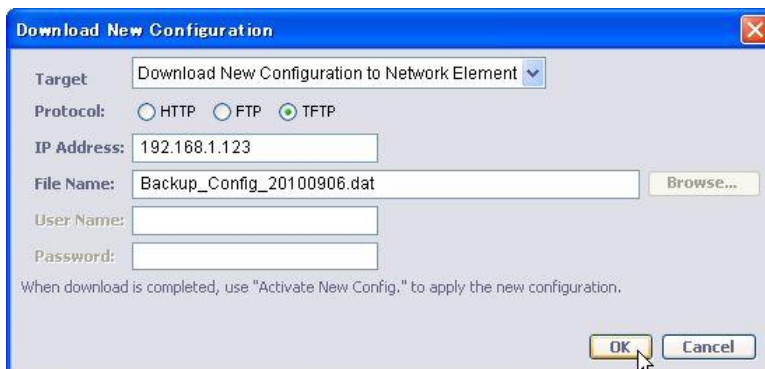 Download New Configuration
Target Download New Configuration to Network Element
Protocol: HTTP FTP TFTP
IP Address: 192.168.1.123
File Name: Backup_Config_20100906.dat Browse...
User Name:
Password:
When download is completed, use "Activate New Config." to apply the new configuration.
OK Cancel